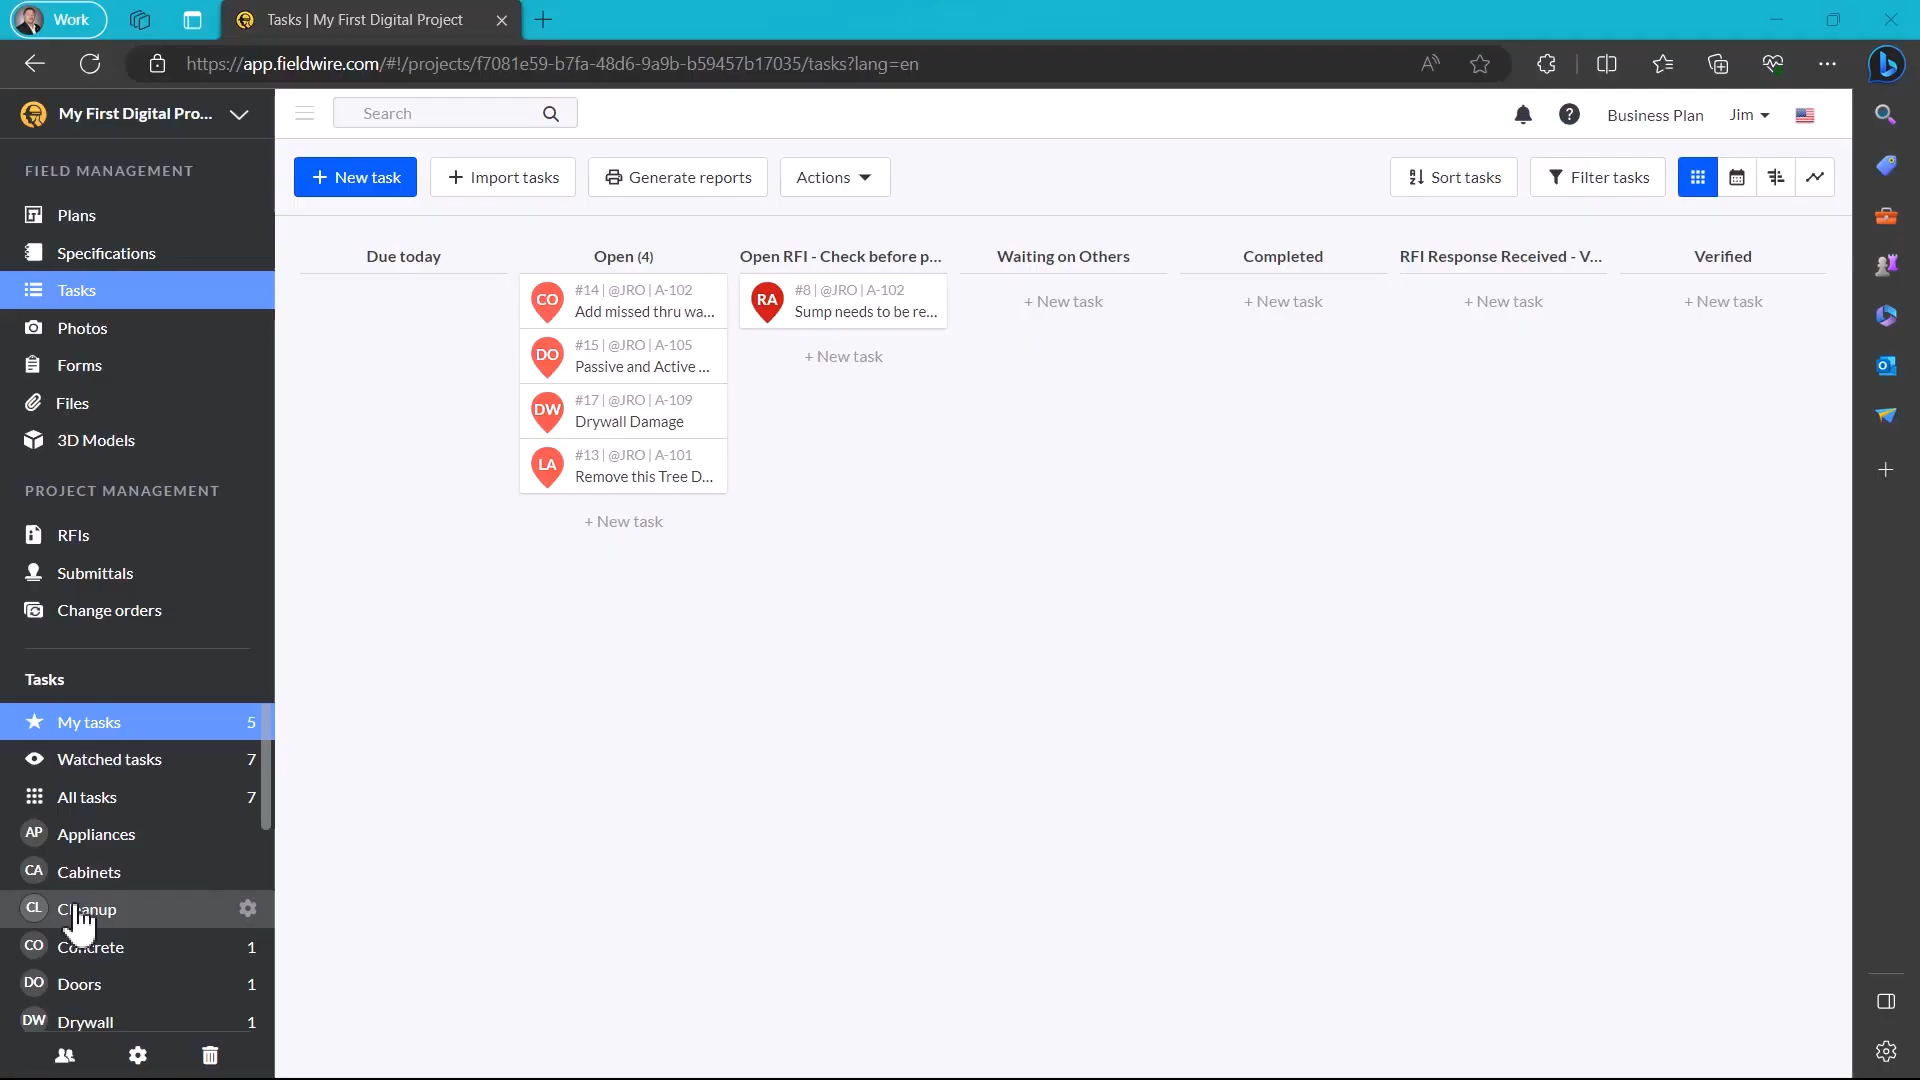 Work
Tasks | My First Digital Project
https://app.fieldwire.com/#!/projects/f7081e59-b7fa-48d6-9a9b-b59457b17035/tasks?lang=en
My First Digital Pro...
Search
Business Plan
Jim
FIELD MANAGEMENT
Plans
Specifications
Tasks
Photos
Forms
Files
3D Models
PROJECT MANAGEMENT
RFIs
Submittals
Change orders
Tasks
My tasks 5
Watched tasks 7
All tasks 7
AP Appliances
CA Cabinets
CL
CO Concrete 1
DO Doors 1
DW Drywall 1
+ New task
+ Import tasks
Generate reports
Actions
Sort tasks
Filter tasks
Due today
Open (4)
CO #14 | @JRO | A-102
Add missed thru wa...
DO #15 | @JRO | A-105
Passive and Active ...
DW #17 | @JRO | A-109
Drywall Damage
LA #13 | @JRO | A-101
Remove this Tree D...
+ New task
Open RFI - Check before p...
RA #8 | @JRO | A-102
Sump needs to be re...
+ New task
Waiting on Others
+ New task
Completed
+ New task
RFI Response Received - V...
+ New task
Verified
+ New task